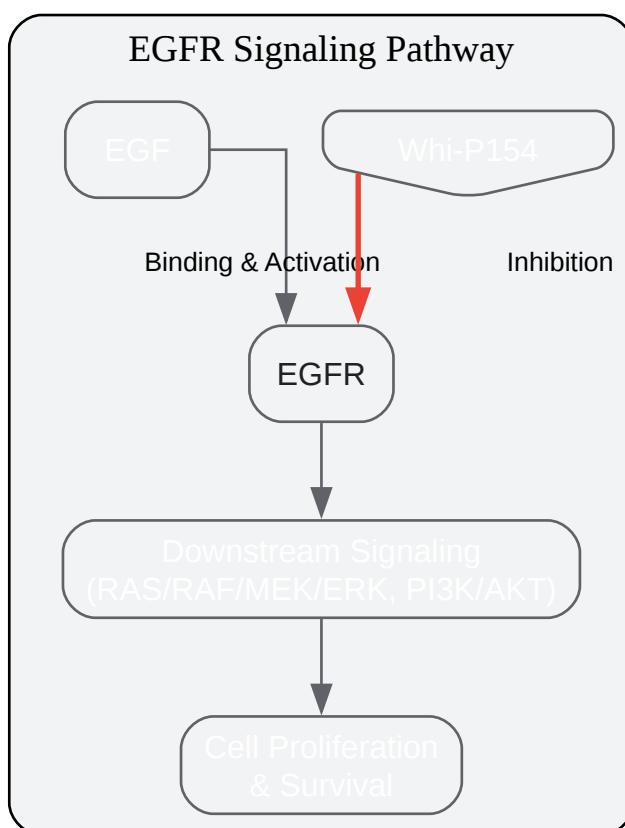 EGFR Signaling Pathway
EGF
Whi-P154
Binding & Activation
Inhibition
EGFR
Downstream Signaling
(RAS/RAF/MEK/ERK, PI3K/AKT)
Cell Proliferation
& Survival